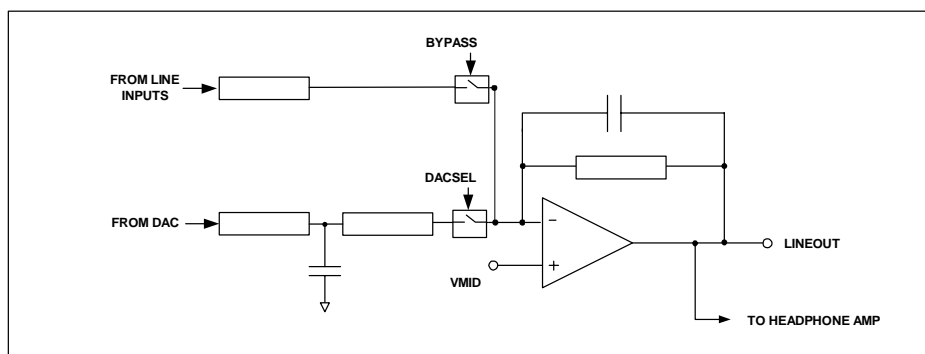 BYPASS
FROM LINE
INPUTS
DACSEL
FROM DAC
−
+
VMID
LINEOUT
TO HEADPHONE AMP